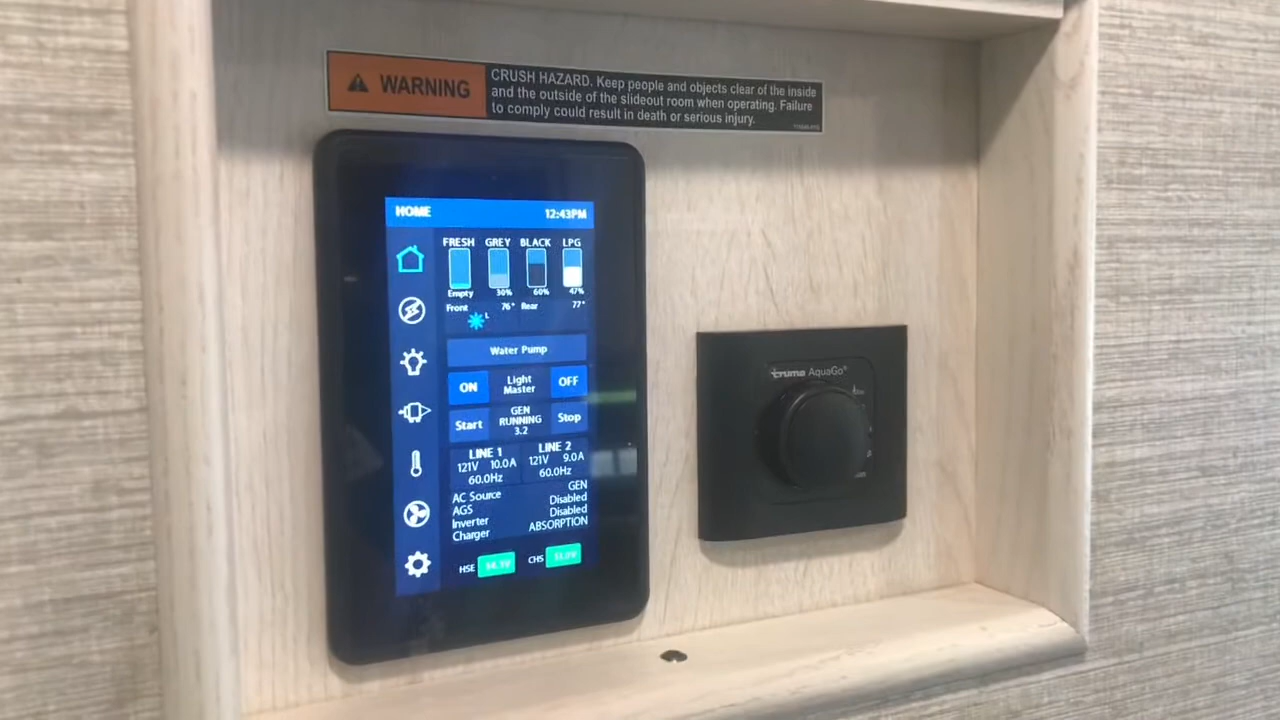 WARNING
CRUSH HAZARD. Keep people and objects clear of the inside
and the outside of the slideout room when operating. Failure
to comply could result in death or serious injury.
HOME 12:43PM
FRESH GREY BLACK LPG
Empty 30% 60% 47%
Front 76° Rear 77°
L
Water Pump
ON Light Master OFF
Start GEN RUNNING 3.2 Stop
LINE 1 LINE 2
121V 10.0A 121V 9.0A
60.0Hz 60.0Hz
AC Source GEN
AGS Disabled
Inverter Disabled
Charger ABSORPTION
HSE CHS
truma AquaGo®